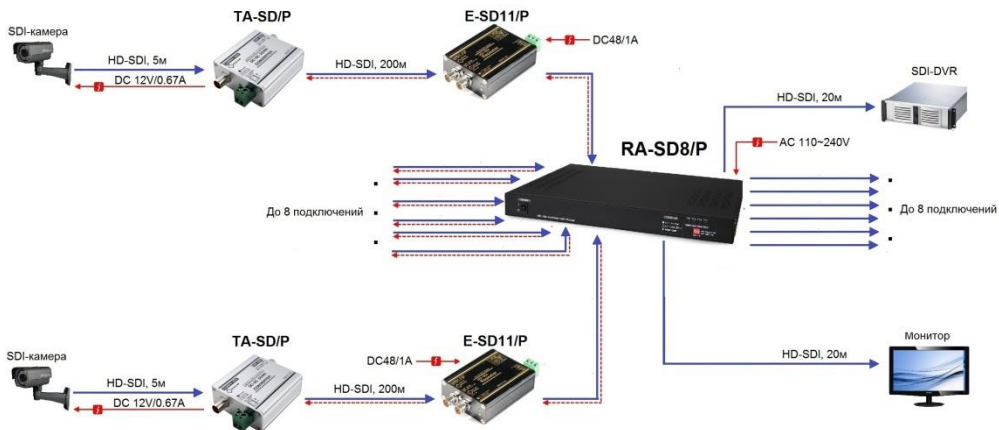 TA-SD/P
E-SD11/P
SDI-камера
HD-SDI, 5м
DC 12V/0.67A
HD-SDI, 200м
DC48/1A
SDI-DVR
HD-SDI, 20м
RA-SD8/P
AC 110~240V
До 8 подключений
До 8 подключений
TA-SD/P
E-SD11/P
SDI-камера
HD-SDI, 5м
DC 12V/0.67A
HD-SDI, 200м
DC48/1A
Монитор
HD-SDI, 20м